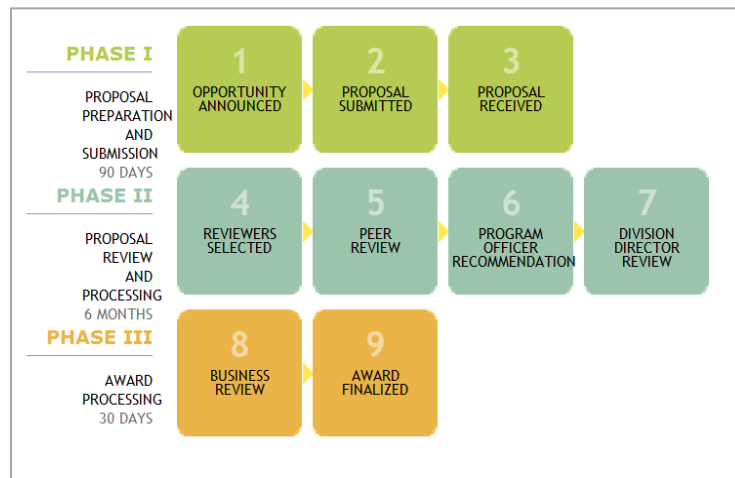 PHASE I
PROPOSAL
PREPARATION
AND
SUBMISSION
90 DAYS
1
OPPORTUNITY
ANNOUNCED
2
PROPOSAL
SUBMITTED
3
PROPOSAL
RECEIVED
PHASE II
PROPOSAL
REVIEW
AND
PROCESSING
6 MONTHS
4
REVIEWERS
SELECTED
5
PEER
REVIEW
6
PROGRAM
OFFICER
RECOMMENDATION
7
DIVISION
DIRECTOR
REVIEW
PHASE III
AWARD
PROCESSING
30 DAYS
8
BUSINESS
REVIEW
9
AWARD
FINALIZED